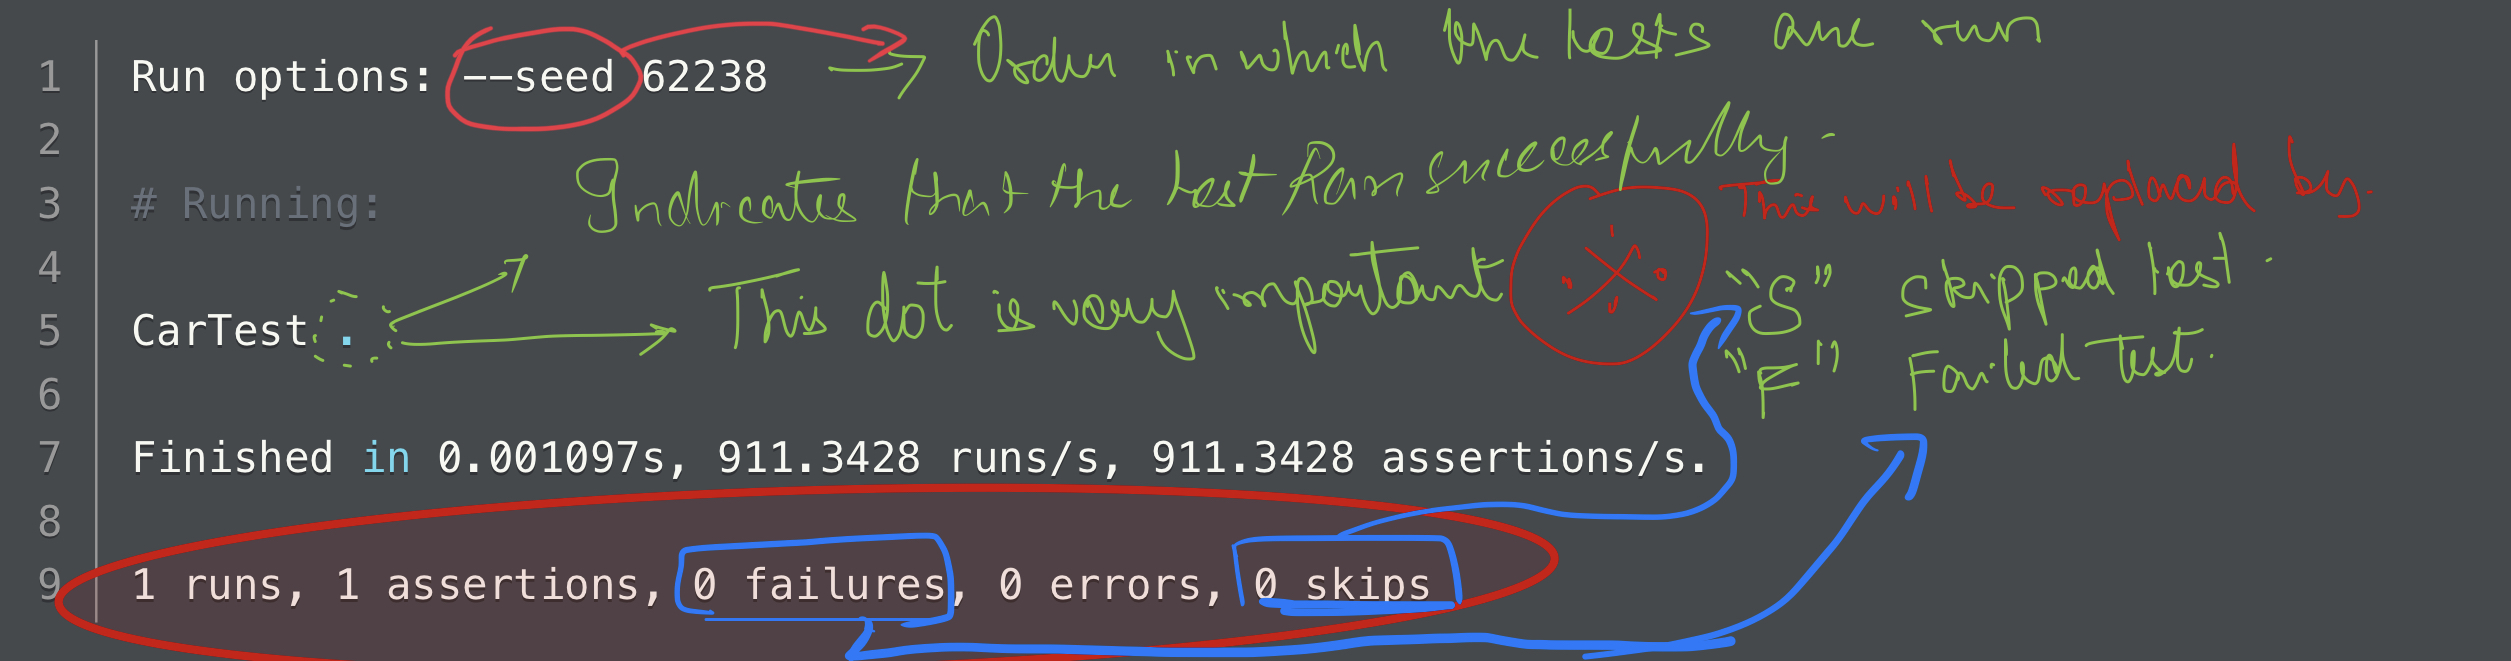 Order in which the tests are run
1 Run options: --seed 62238
2
Indicates that the test Ran successfully.
This will be replaced by.
3 # Running:
4
This dot is very important
"S" Skipped test.
5 CarTest .
"F" Failed Test.
6
7 Finished in 0.001097s, 911.3428 runs/s, 911.3428 assertions/s.
8
9 1 runs, 1 assertions, 0 failures, 0 errors, 0 skips